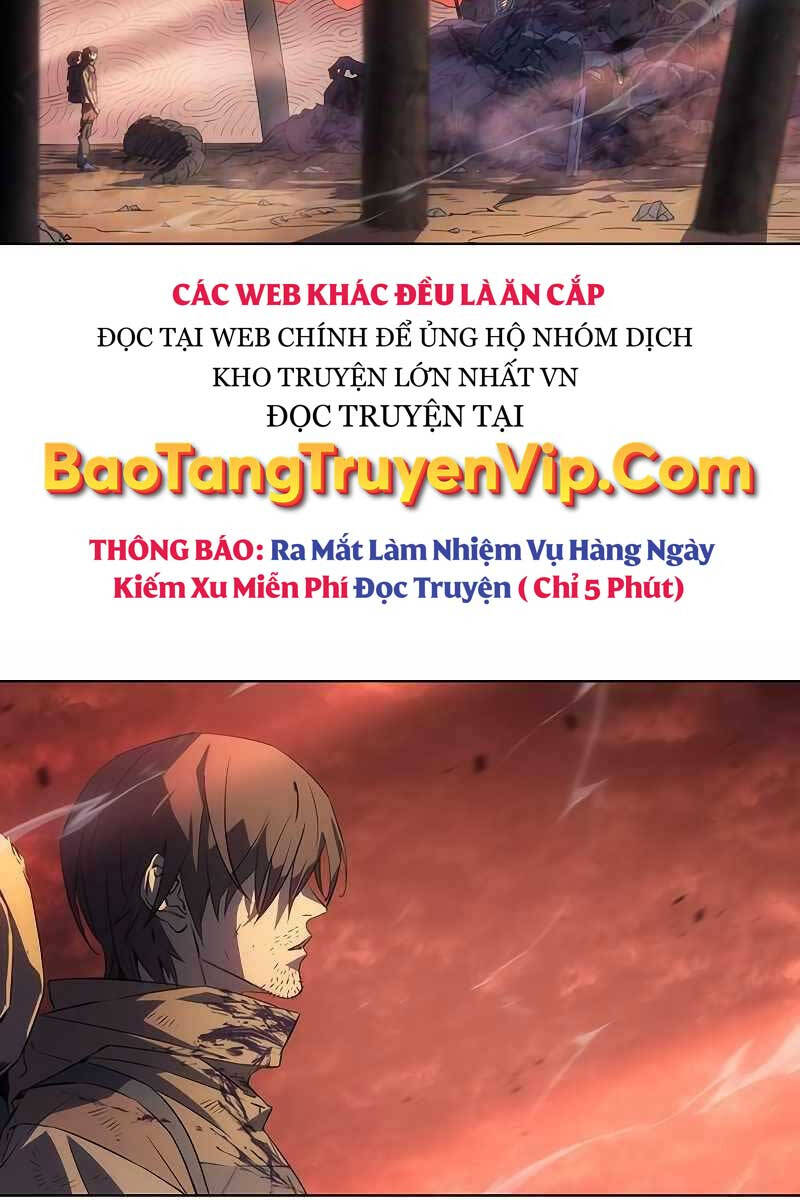 CÁC WEB KHÁC ĐỀU LÀ ĂN CẮP
ĐỌC TẠI WEB CHÍNH ĐỂ ỦNG HỘ NHÓM DỊCH
KHO TRUYỆN LỚN NHẤT VN
ĐỌC TRUYỆN TẠI
BaoTangTruyenVip.Com
THÔNG BÁO: Ra Mắt Làm Nhiệm Vụ Hàng Ngày
Kiếm Xu Miễn Phí Đọc Truyện ( Chỉ 5 Phút)